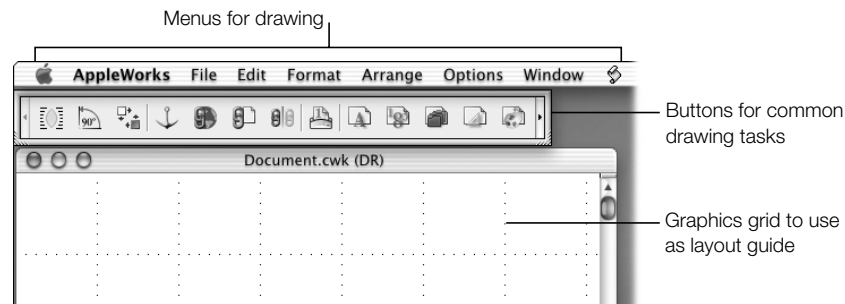 Menus for drawing
AppleWorks File Edit Format Arrange Options Window
90°
Buttons for common
drawing tasks
Document.cwk (DR)
Graphics grid to use
as layout guide